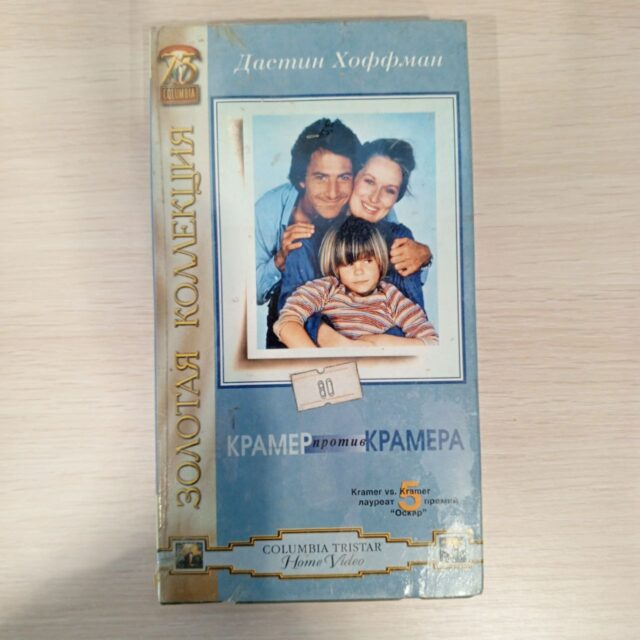 75
COLUMBIA
Дастин Хоффман
ЗОЛОТАЯ КОЛЛЕКЦИЯ
80
КРАМЕР против КРАМЕРА
Kramer vs. Kramer
лауреат 5 премий
"Оскар"
COLUMBIA TRISTAR
Home Video